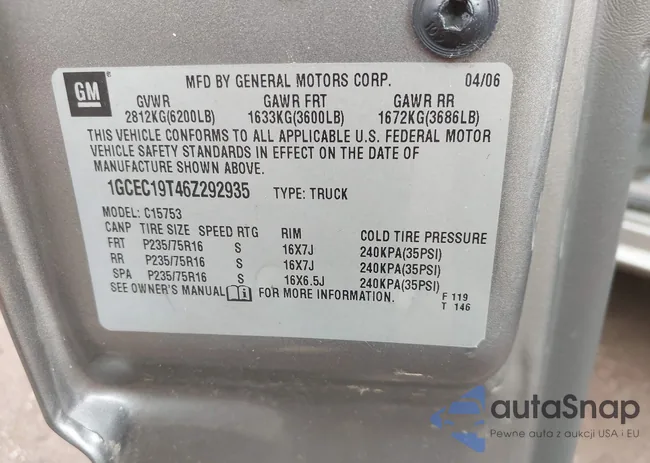 GM ®
MFD BY GENERAL MOTORS CORP. 04/06
GVWR GAWR FRT GAWR RR
2812KG(6200LB) 1633KG(3600LB) 1672KG(3686LB)
THIS VEHICLE CONFORMS TO ALL APPLICABLE U.S. FEDERAL MOTOR
VEHICLE SAFETY STANDARDS IN EFFECT ON THE DATE OF
MANUFACTURE SHOWN ABOVE.
1GCEC19T46Z292935 TYPE: TRUCK
MODEL: C15753
CANP TIRE SIZE SPEED RTG RIM COLD TIRE PRESSURE
FRT P235/75R16 S 16X7J 240KPA(35PSI)
RR P235/75R16 S 16X7J 240KPA(35PSI)
SPA P235/75R16 S 16X6.5J 240KPA(35PSI)
SEE OWNER'S MANUAL FOR MORE INFORMATION. F 119
T 146
autaSnap
Pewne auta z aukcji USA i EU